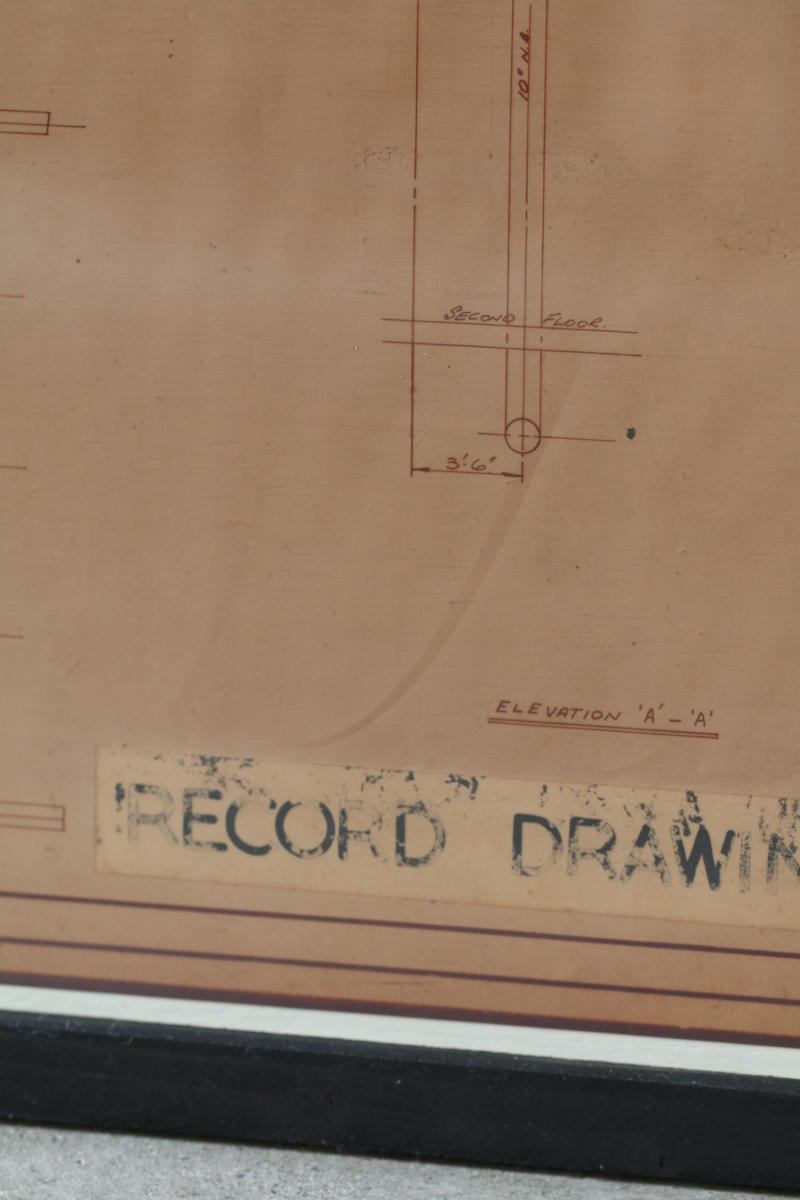 10" N.B.
SECOND FLOOR.
3'·6"
ELEVATION 'A' – 'A'
RECORD DRAWIN